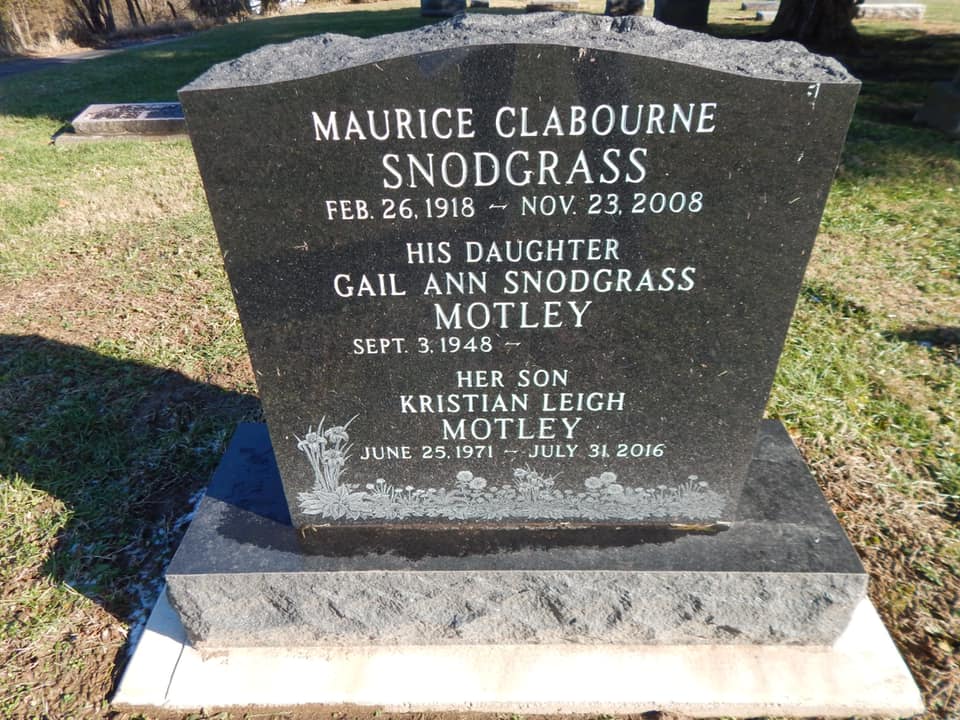 MAURICE CLABOURNE
SNODGRASS
FEB. 26, 1918 ~ NOV. 23, 2008
HIS DAUGHTER
GAIL ANN SNODGRASS
MOTLEY
SEPT. 3, 1948 ~
HER SON
KRISTIAN LEIGH
MOTLEY
JUNE 25, 1971 ~ JULY 31, 2016